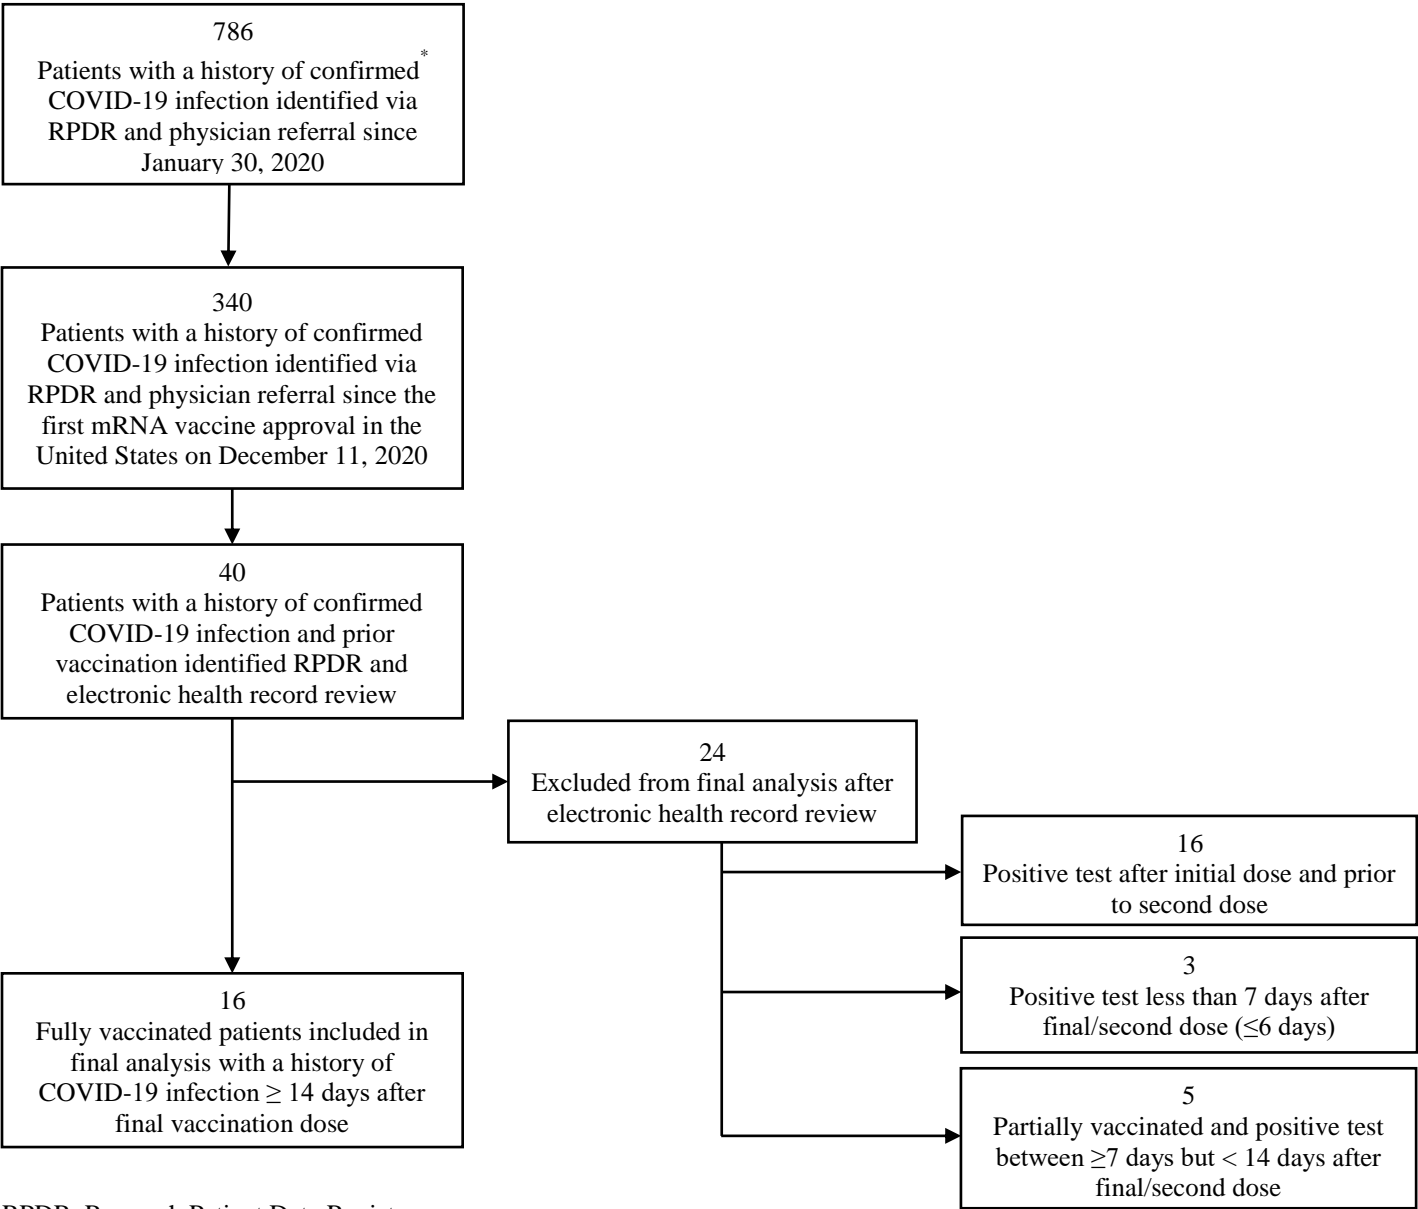 786
Patients with a history of confirmed*
COVID-19 infection identified via
RPDR and physician referral since
January 30, 2020
340
Patients with a history of confirmed
COVID-19 infection identified via
RPDR and physician referral since the
first mRNA vaccine approval in the
United States on December 11, 2020
40
Patients with a history of confirmed
COVID-19 infection and prior
vaccination identified RPDR and
electronic health record review
24
Excluded from final analysis after
electronic health record review
16
Positive test after initial dose and prior
to second dose
3
Positive test less than 7 days after
final/second dose (≤6 days)
5
Partially vaccinated and positive test
between ≥7 days but < 14 days after
final/second dose
16
Fully vaccinated patients included in
final analysis with a history of
COVID-19 infection ≥ 14 days after
final vaccination dose